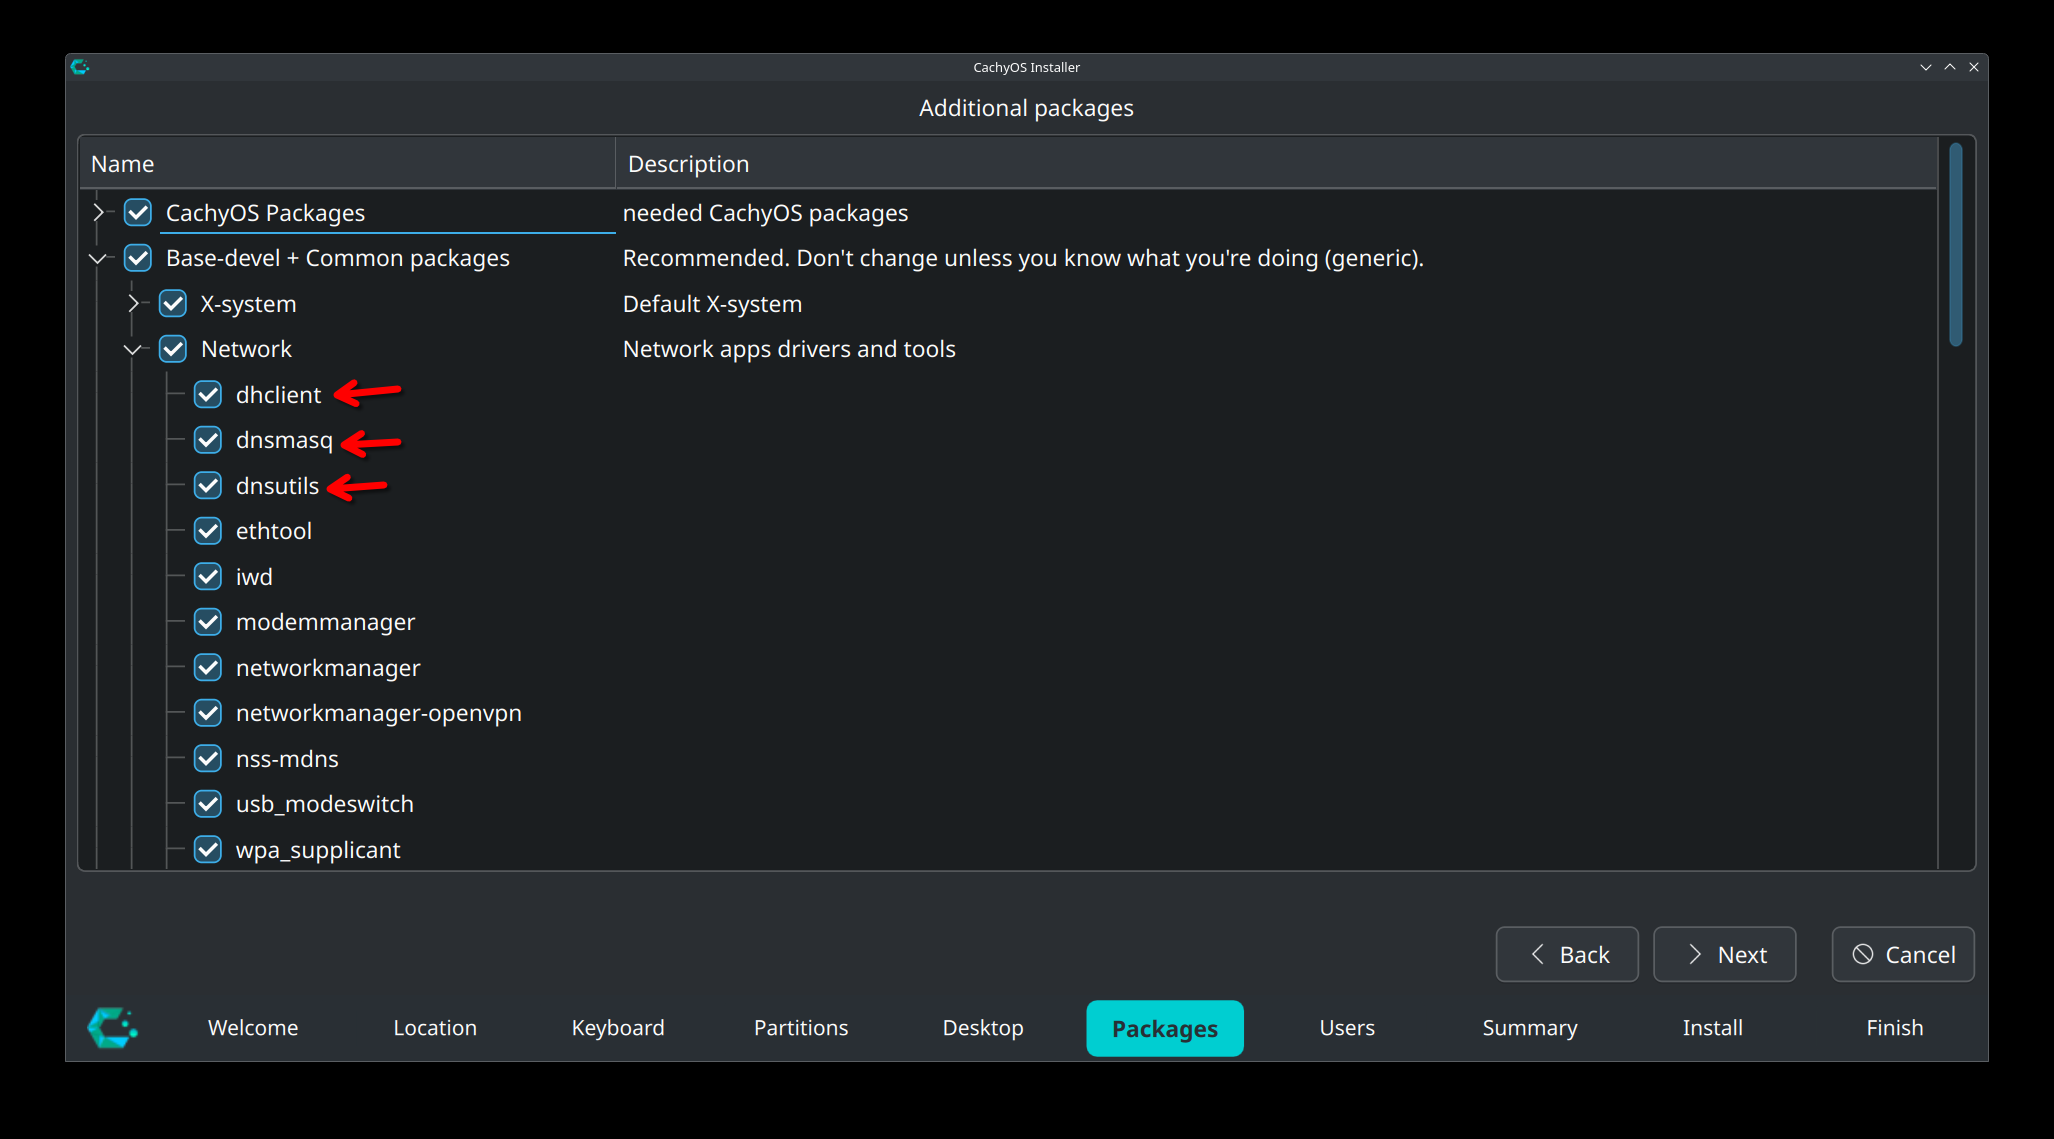 CachyOS Installer
Additional packages
Name Description
CachyOS Packages needed CachyOS packages
Base-devel + Common packages Recommended. Don't change unless you know what you're doing (generic).
X-system Default X-system
Network Network apps drivers and tools
dhclient
dnsmasq
dnsutils
ethtool
iwd
modemmanager
networkmanager
networkmanager-openvpn
nss-mdns
usb_modeswitch
wpa_supplicant
Back Next Cancel
Welcome Location Keyboard Partitions Desktop Packages Users Summary Install Finish